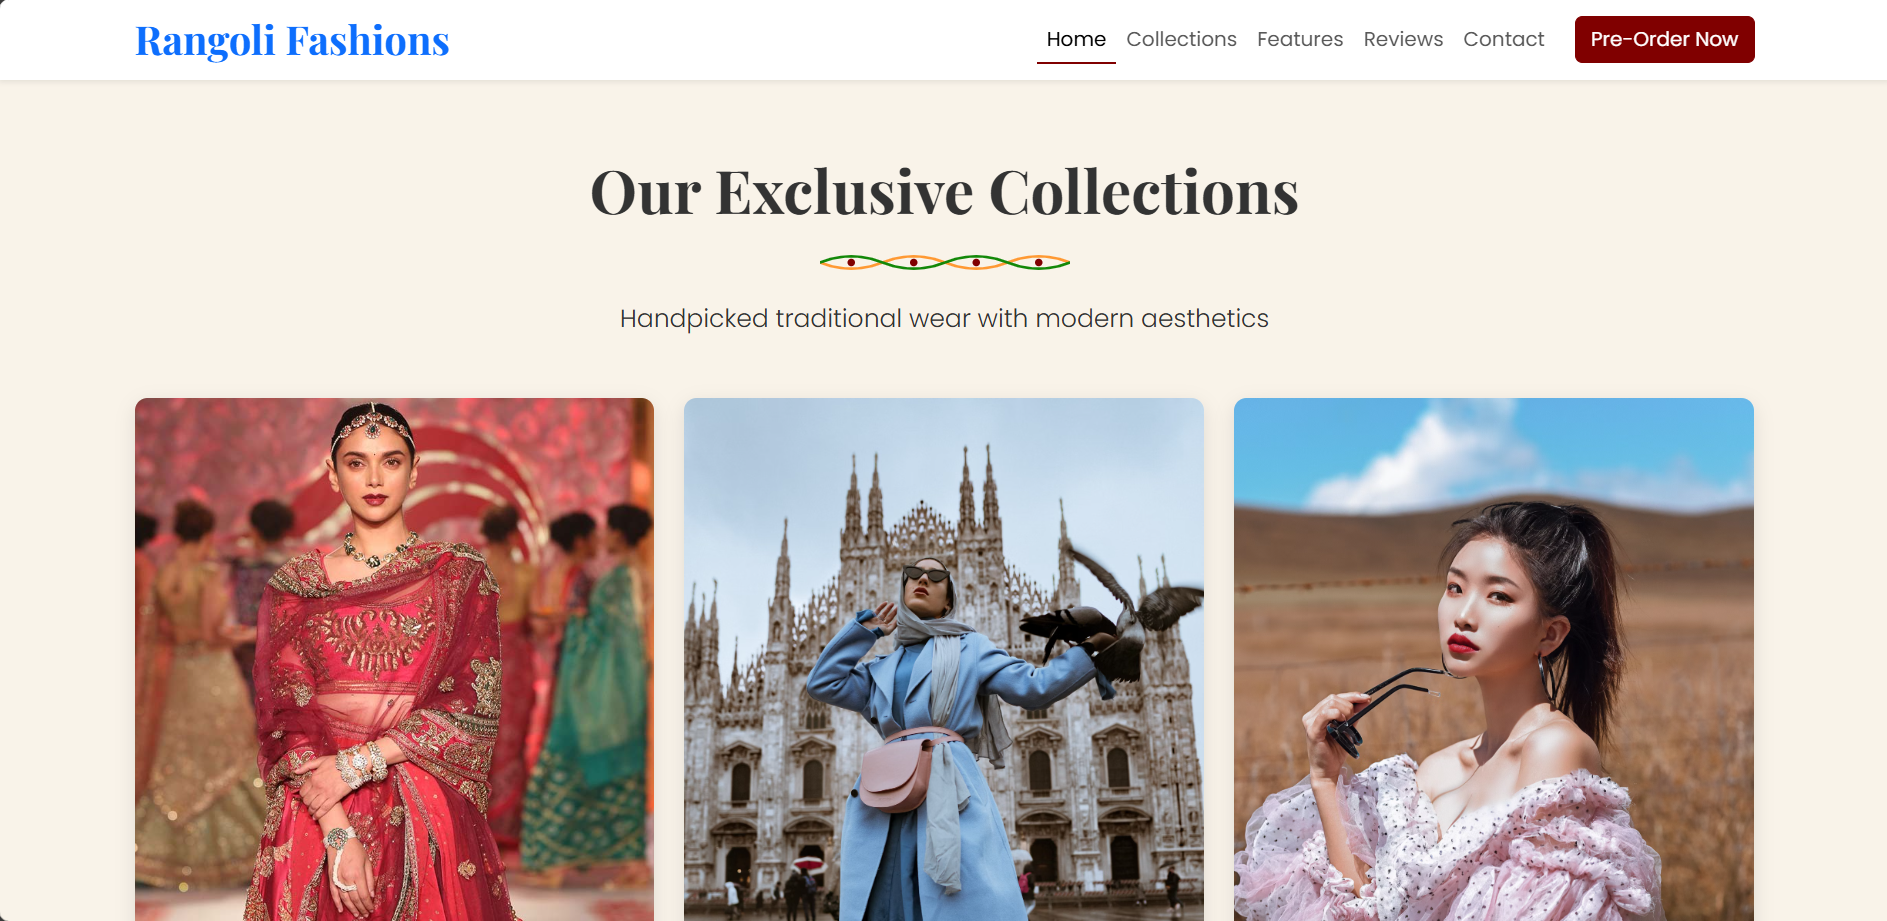 Rangoli Fashions
Home Collections Features Reviews Contact Pre-Order Now
Our Exclusive Collections
Handpicked traditional wear with modern aesthetics